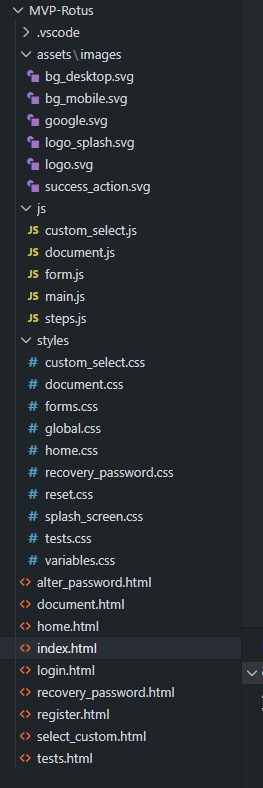 MVP-Rotus
.vscode
assets\images
bg_desktop.svg
bg_mobile.svg
google.svg
logo_splash.svg
logo.svg
success_action.svg
js
JS custom_select.js
JS document.js
JS form.js
JS main.js
JS steps.js
styles
# custom_select.css
# document.css
# forms.css
# global.css
# home.css
# recovery_password.css
# reset.css
# splash_screen.css
# tests.css
# variables.css
<> alter_password.html
<> document.html
<> home.html
<> index.html
<> login.html
<> recovery_password.html
<> register.html
<> select_custom.html
<> tests.html